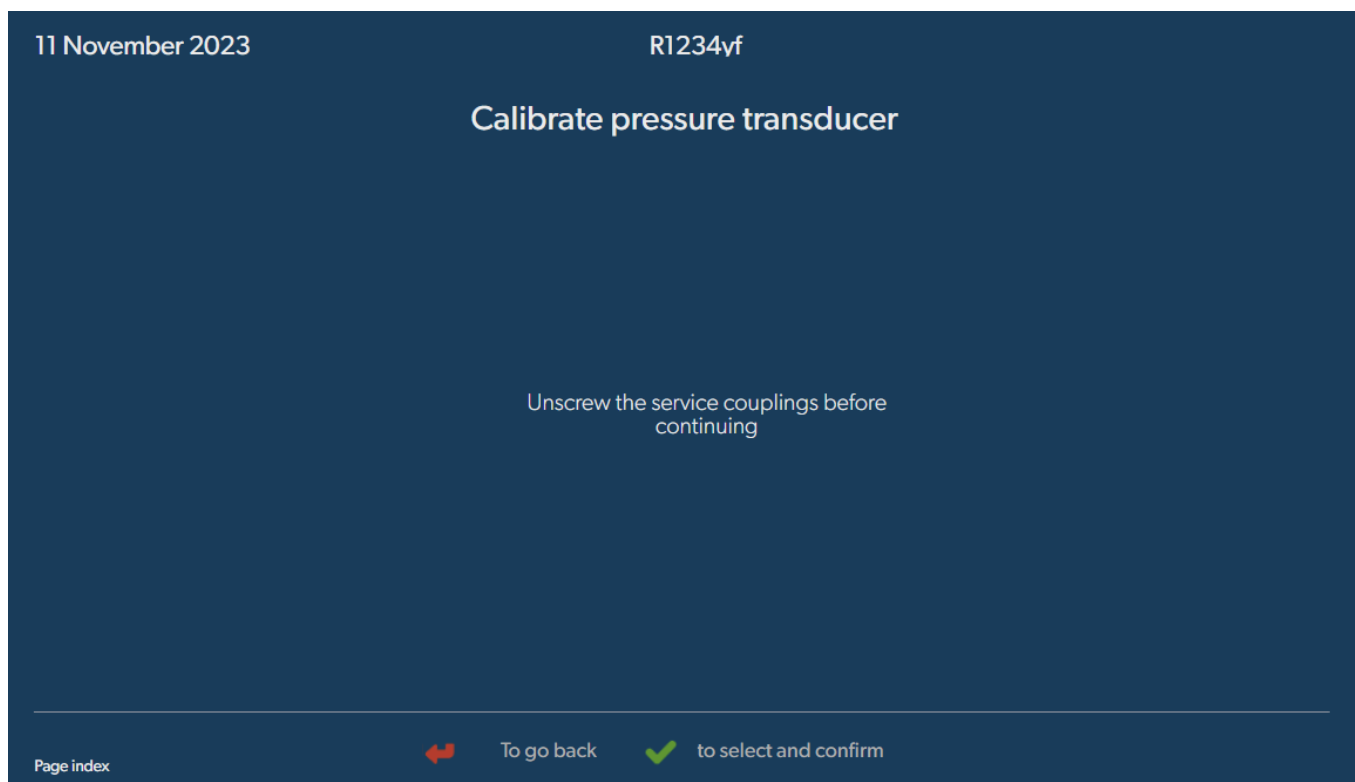 11 November 2023
R1234yf
Calibrate pressure transducer
Unscrew the service couplings before
continuing
To go back
to select and confirm
Page index